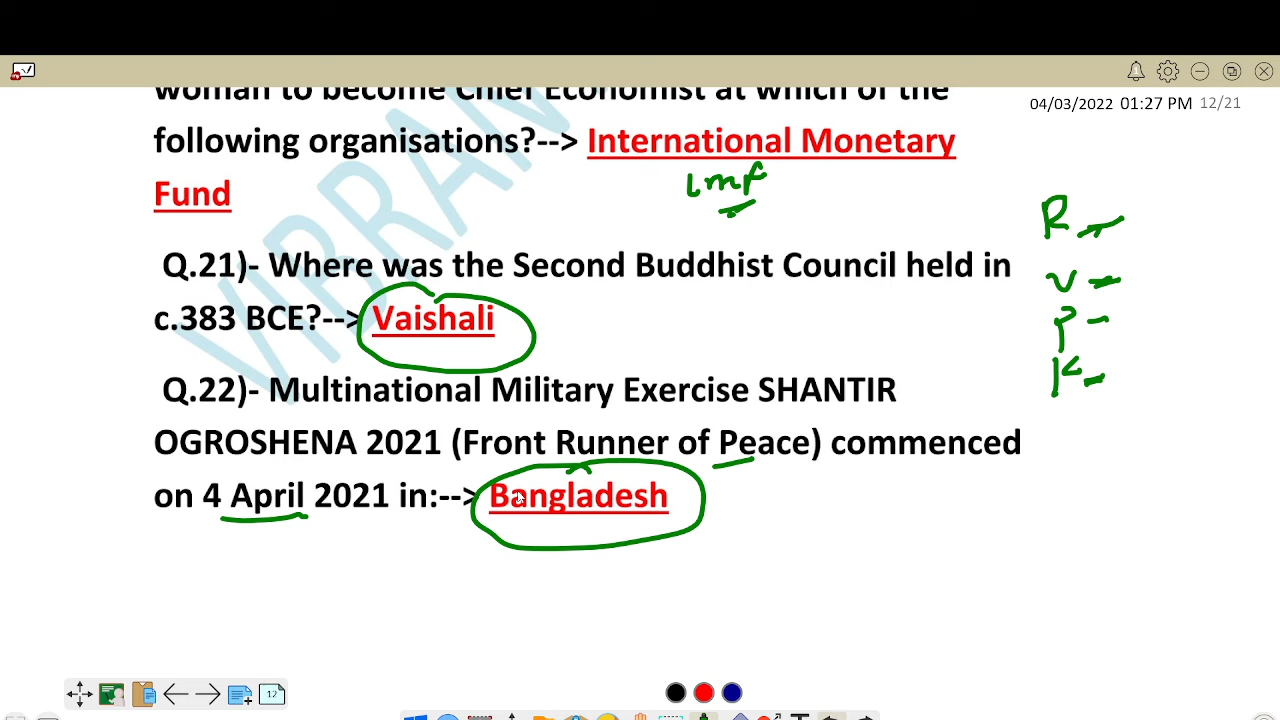 04/03/2022 01:27 PM 12/21
woman to become Chief Economist at which of the
following organisations?--> International Monetary
Fund
imf
R
V
P
K
Q.21)- Where was the Second Buddhist Council held in
c.383 BCE?--> Vaishali
Q.22)- Multinational Military Exercise SHANTIR
OGROSHENA 2021 (Front Runner of Peace) commenced
on 4 April 2021 in:--> Bangladesh
VIBRAN
12